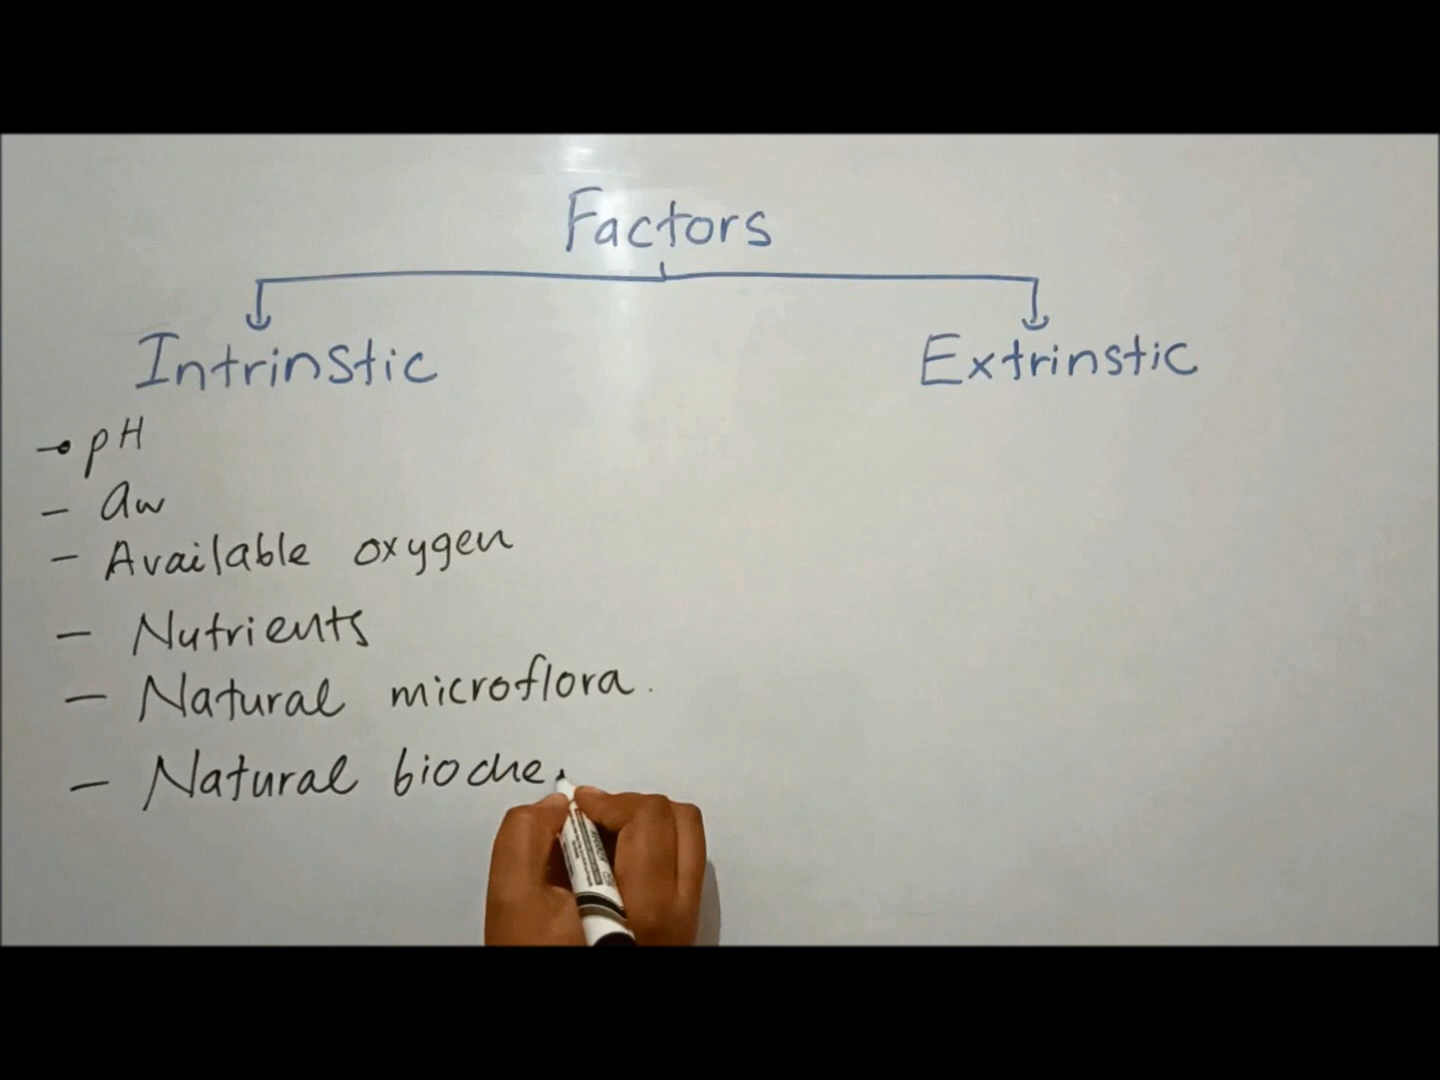 Factors
Intrinstic
Extrinstic
→ pH
- aw
- Available oxygen
- Nutrients
- Natural microflora.
- Natural bioche